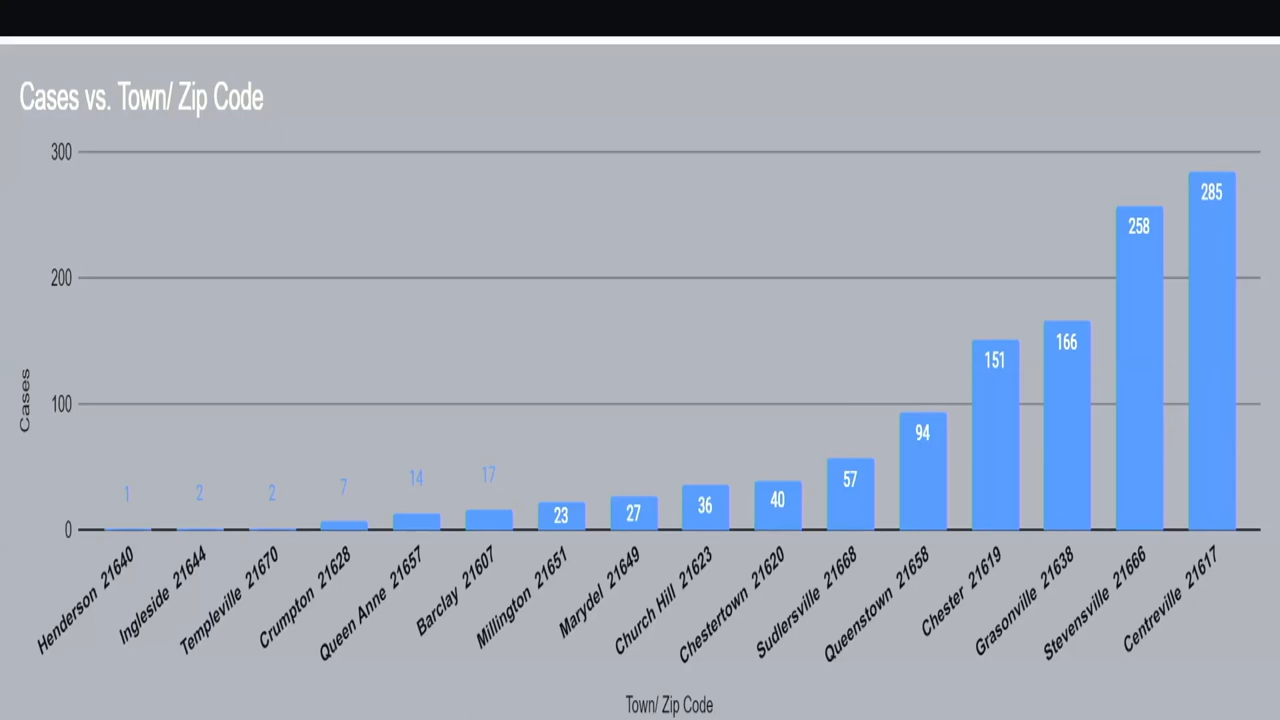 Cases vs. Town/ Zip Code
300
200
100
0
Cases
1
2
2
7
14
17
23
27
36
40
57
94
151
166
258
285
Henderson 21640
Ingleside 21644
Templeville 21670
Crumpton 21628
Queen Anne 21657
Barclay 21607
Millington 21651
Marydel 21649
Church Hill 21623
Chestertown 21620
Sudlersville 21668
Queenstown 21658
Chester 21619
Grasonville 21638
Stevensville 21666
Centreville 21617
Town/ Zip Code